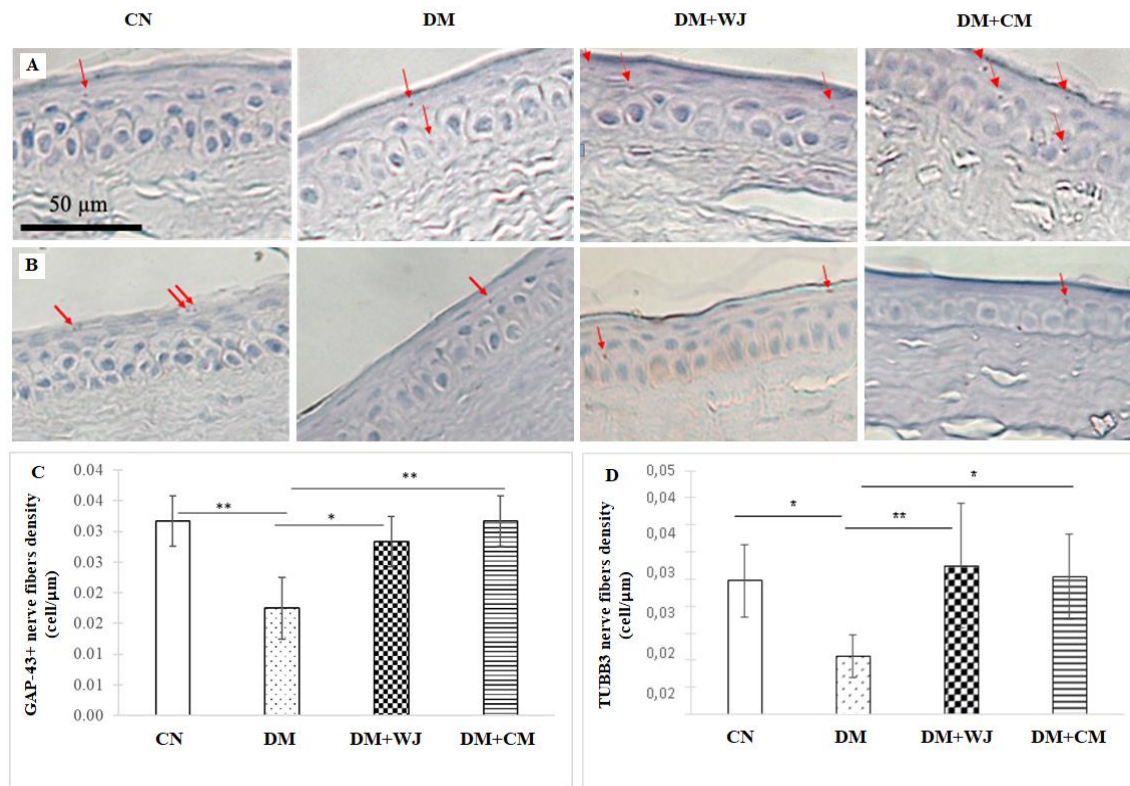 CN DM DM+WJ DM+CM
A
50 µm
B
C
GAP-43+ nerve fibers density
(cell/µm)
0.04
0.04
0.03
0.03
0.02
0.02
0.01
0.01
0.00
**
*
**
CN DM DM+WJ DM+CM
D
TUBB3 nerve fibers density
(cell/µm)
0,05
0,04
0,04
0,03
0,03
0,02
0,02
*
**
*
CN DM DM+WJ DM+CM